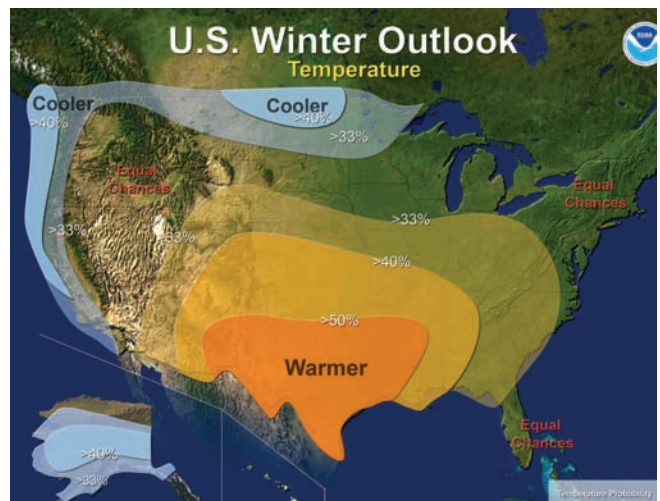 U.S. Winter Outlook
Temperature
Cooler
>40%
Cooler
>40%
>33%
Equal
Chances
Equal
Chances
>33%
>33%
>33%
>40%
>50%
Warmer
>40%
>33%
Equal
Chances
Temperature Probability